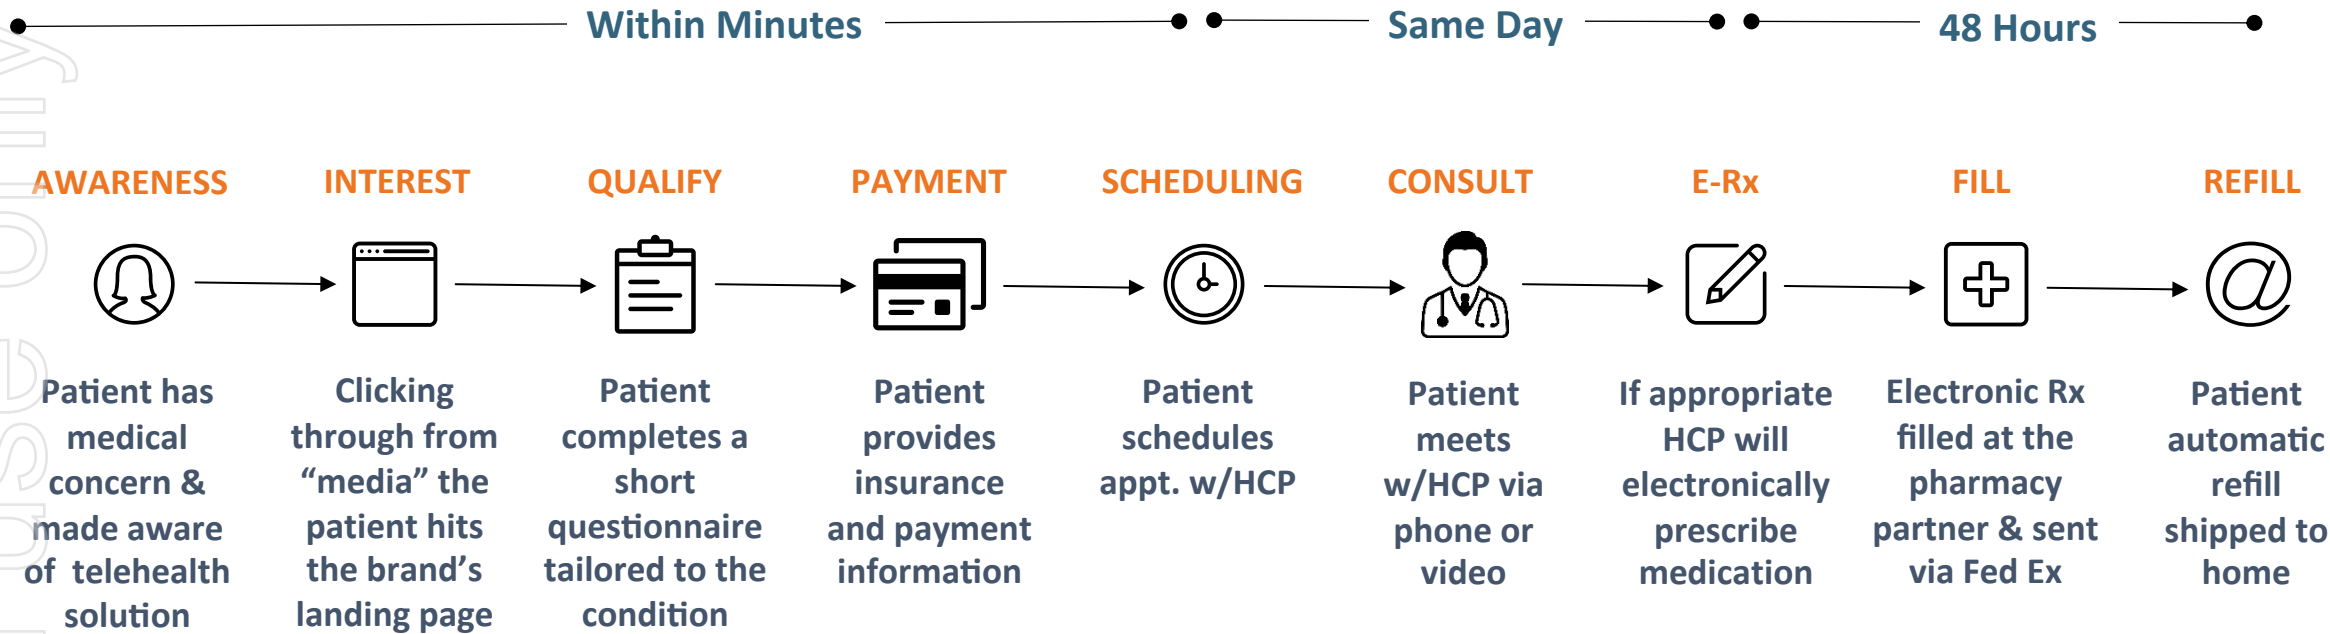 Within Minutes
Same Day
48 Hours
AWARENESS
INTEREST
QUALIFY
PAYMENT
SCHEDULING
CONSULT
E-Rx
FILL
REFILL
Patient has
medical
concern &
made aware
of telehealth
solution
Clicking
through from
“media” the
patient hits
the brand’s
landing page
Patient
completes a
short
questionnaire
tailored to the
condition
Patient
provides
insurance
and payment
information
Patient
schedules
appt. w/HCP
Patient
meets
w/HCP via
phone or
video
If appropriate
HCP will
electronically
prescribe
medication
Electronic Rx
filled at the
pharmacy
partner & sent
via Fed Ex
Patient
automatic
refill
shipped to
home
@
use only